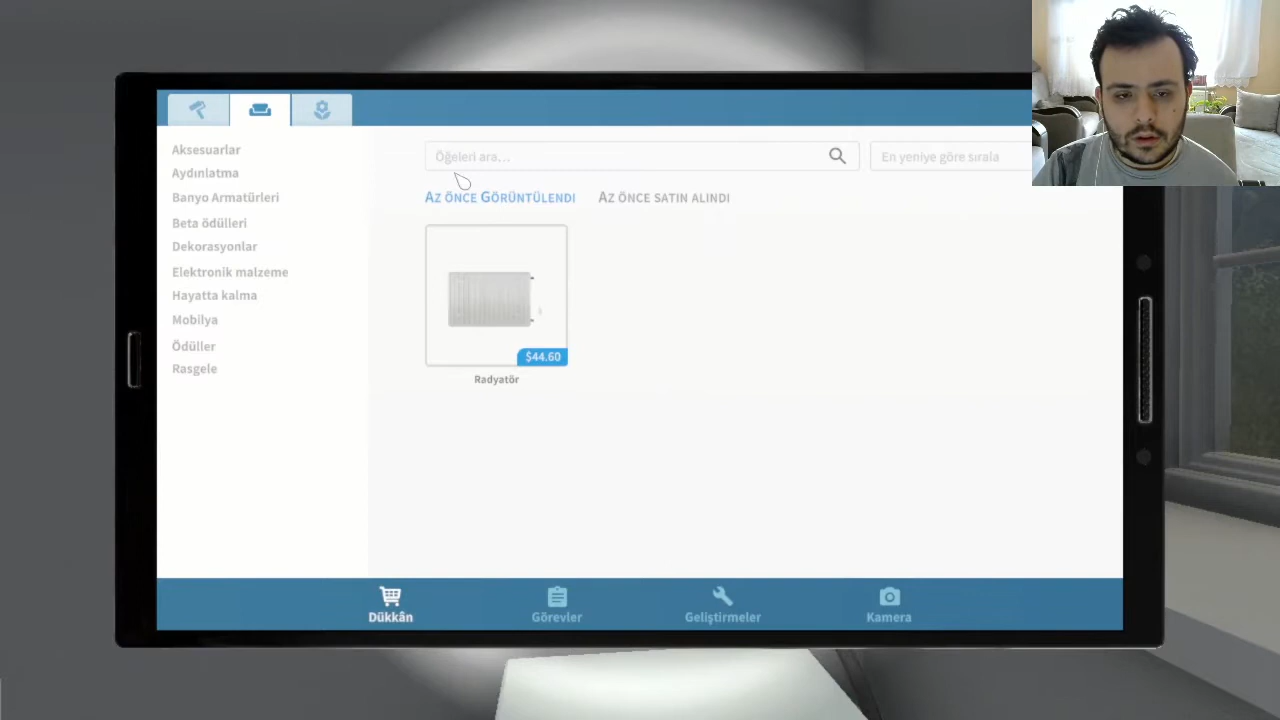 Öğeleri ara...
En yeniye göre sırala
Aksesuarlar
Aydınlatma
Banyo Armatürleri
Beta ödülleri
Dekorasyonlar
Elektronik malzeme
Hayatta kalma
Mobilya
Ödüller
Rasgele
AZ ÖNCE GÖRÜNTÜLENDI
AZ ÖNCE SATIN ALINDI
$44.60
Radyatör
Dükkân
Görevler
Geliştirmeler
Kamera